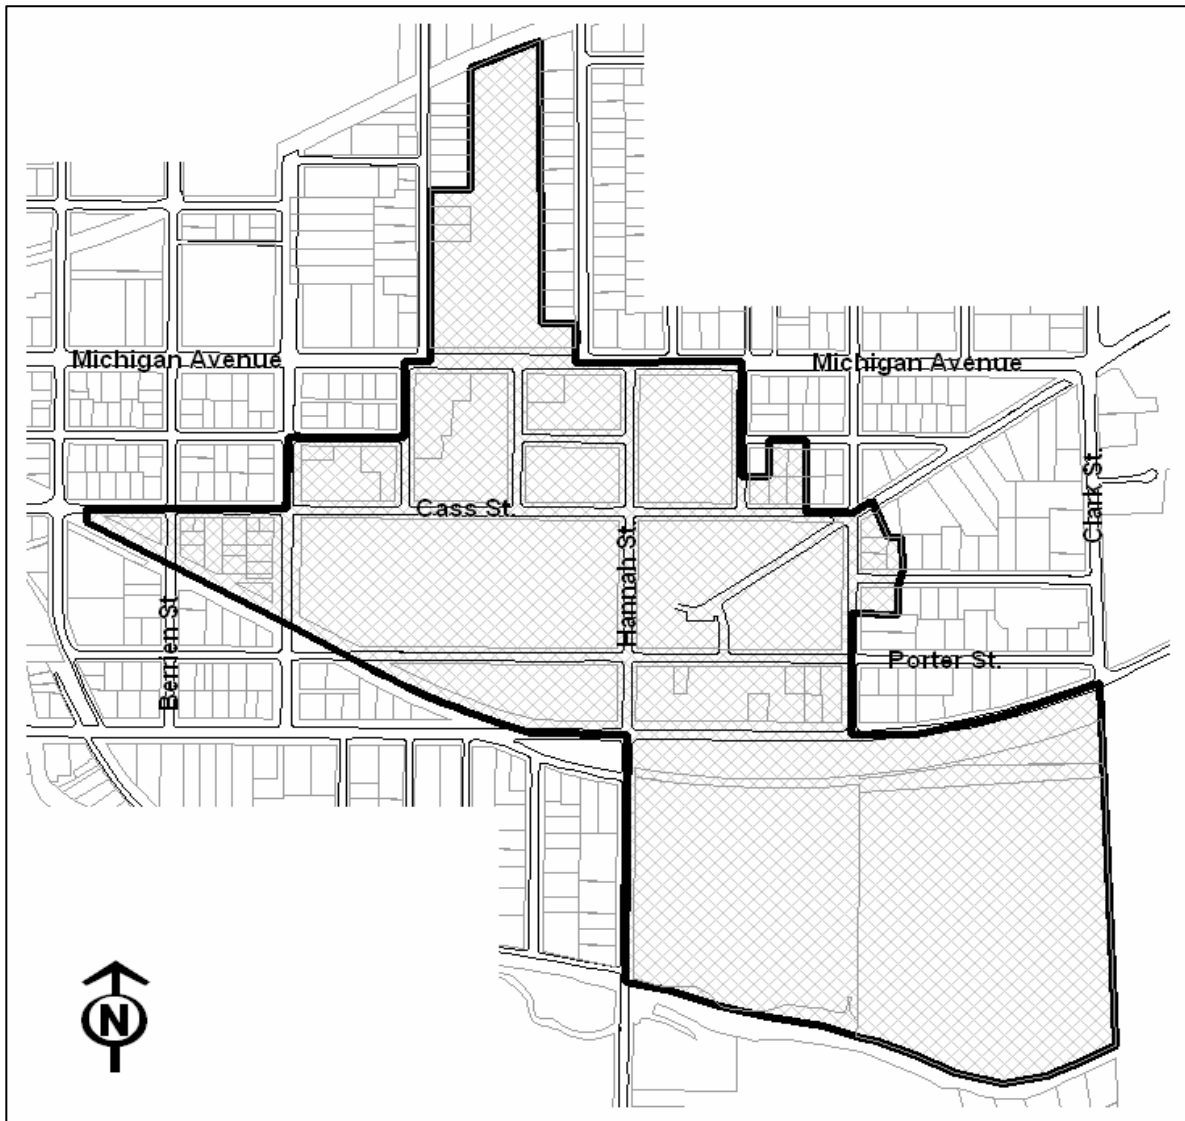 Michigan Avenue
Michigan Avenue
Cass St.
Clark St.
Hannah St.
Berrien St.
Porter St.
N